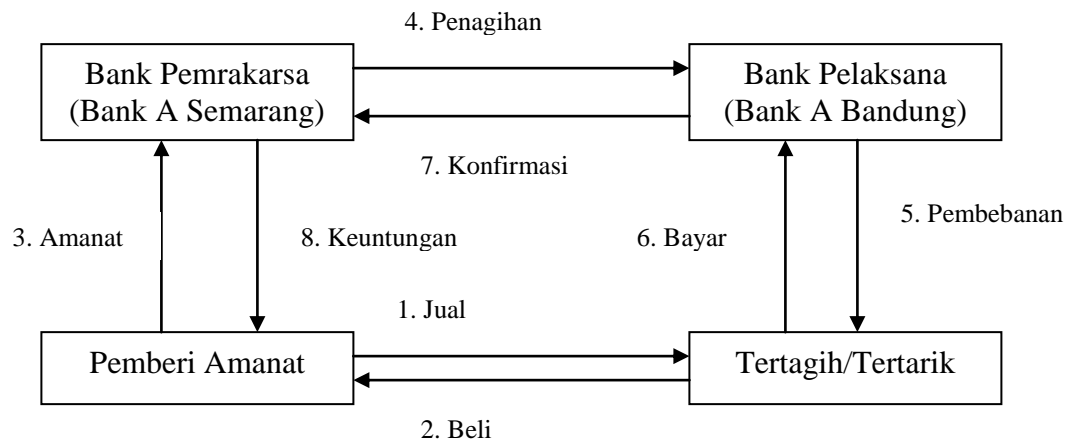 4. Penagihan
Bank Pemrakarsa
(Bank A Semarang)
Bank Pelaksana
(Bank A Bandung)
7. Konfirmasi
3. Amanat
8. Keuntungan
6. Bayar
5. Pembebanan
1. Jual
Pemberi Amanat
Tertagih/Tertarik
2. Beli